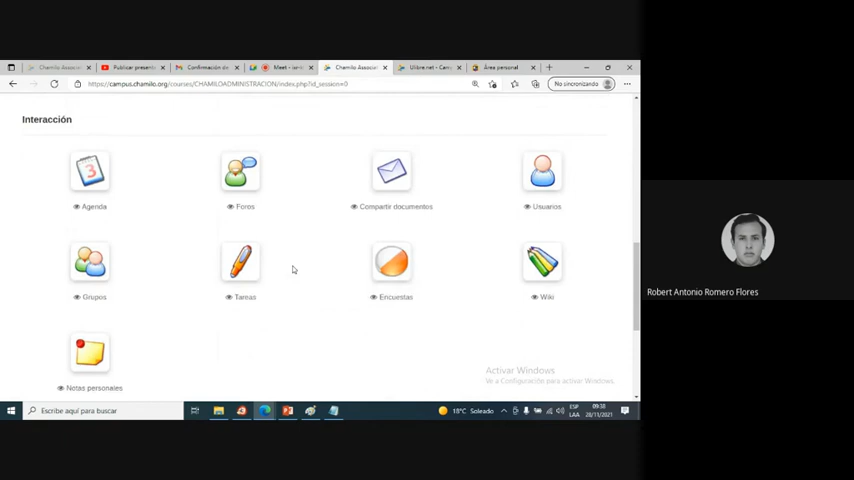 Chamilo Associat
Publicar present
Confirmación de
Meet - 
Chamilo Associat
Ulibre.net - Cam
Área personal
https://campus.chamilo.org/courses/CHAMILOADMINISTRACION/index.php?id_session=0
No sincronizando
Interacción
Agenda
Foros
Compartir documentos
Usuarios
Grupos
Tareas
Encuestas
Wiki
Notas personales
Robert Antonio Romero Flores
Activar Windows
Ve a Configuración para activar Windows.
Escribe aquí para buscar
18°C Soleado
ESP
LAA
09:38
28/11/2021